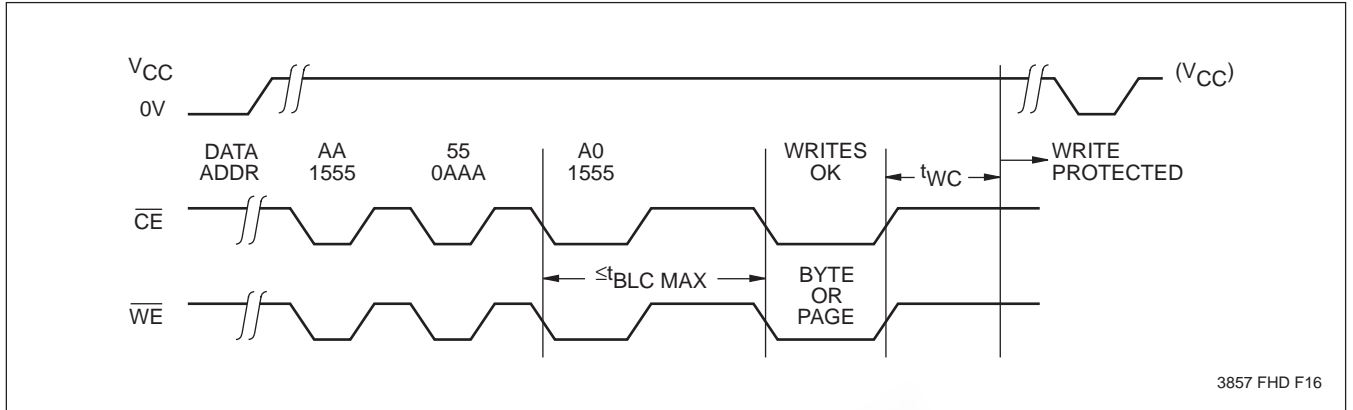 VCC
0V
(VCC)
DATA AA 55 A0 WRITES
ADDR 1555 0AAA 1555 OK
tWC
WRITE
PROTECTED
CE
≤tBLC MAX
BYTE
OR
PAGE
WE
3857 FHD F16